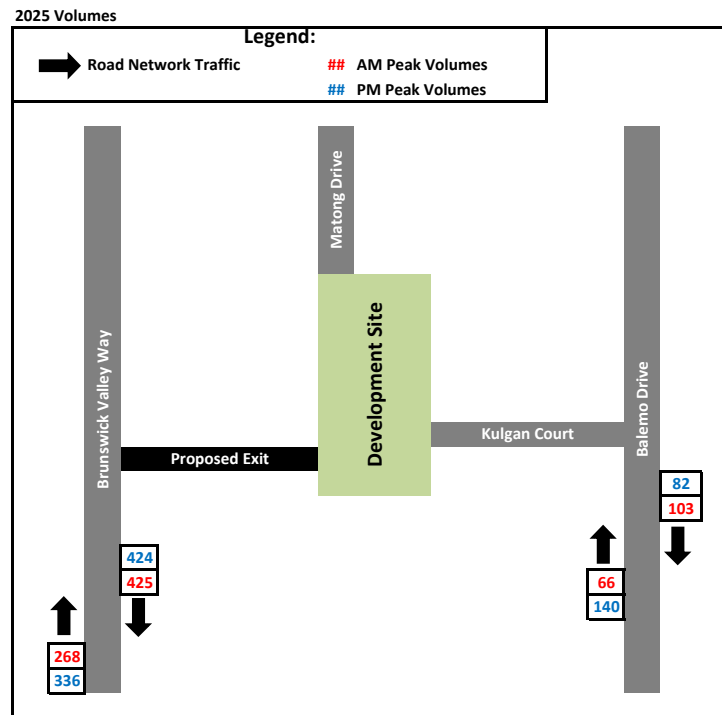 2025 Volumes
Legend:
Road Network Traffic
## AM Peak Volumes
## PM Peak Volumes
Matong Drive
Brunswick Valley Way
Development Site
Balemo Drive
Kulgan Court
Proposed Exit
82
103
424
425
66
140
268
336